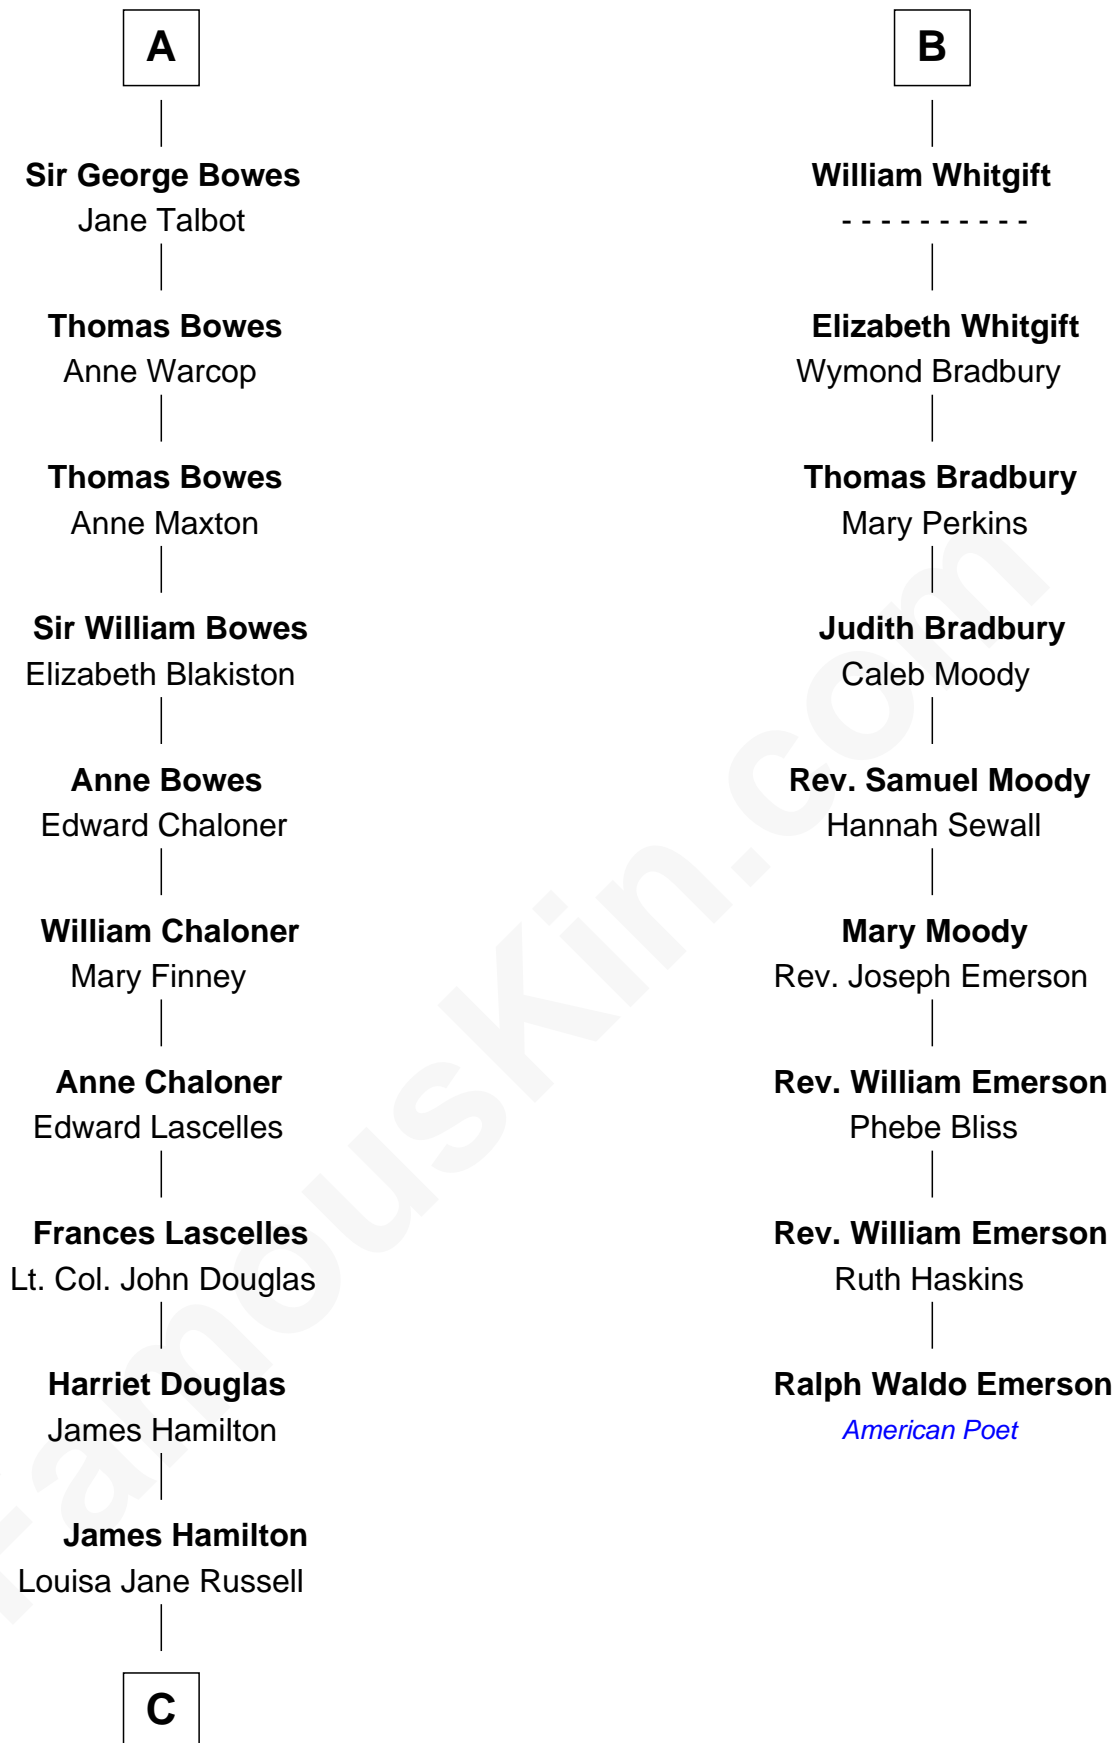 A
Sir George Bowes
Jane Talbot
Thomas Bowes
Anne Warcop
Thomas Bowes
Anne Maxton
Sir William Bowes
Elizabeth Blakiston
Anne Bowes
Edward Chaloner
William Chaloner
Mary Finney
Anne Chaloner
Edward Lascelles
Frances Lascelles
Lt. Col. John Douglas
Harriet Douglas
James Hamilton
James Hamilton
Louisa Jane Russell
C
B
William Whitgift
- - - - - - - - - -
Elizabeth Whitgift
Wymond Bradbury
Thomas Bradbury
Mary Perkins
Judith Bradbury
Caleb Moody
Rev. Samuel Moody
Hannah Sewall
Mary Moody
Rev. Joseph Emerson
Rev. William Emerson
Phebe Bliss
Rev. William Emerson
Ruth Haskins
Ralph Waldo Emerson
American Poet
FamousKin.com